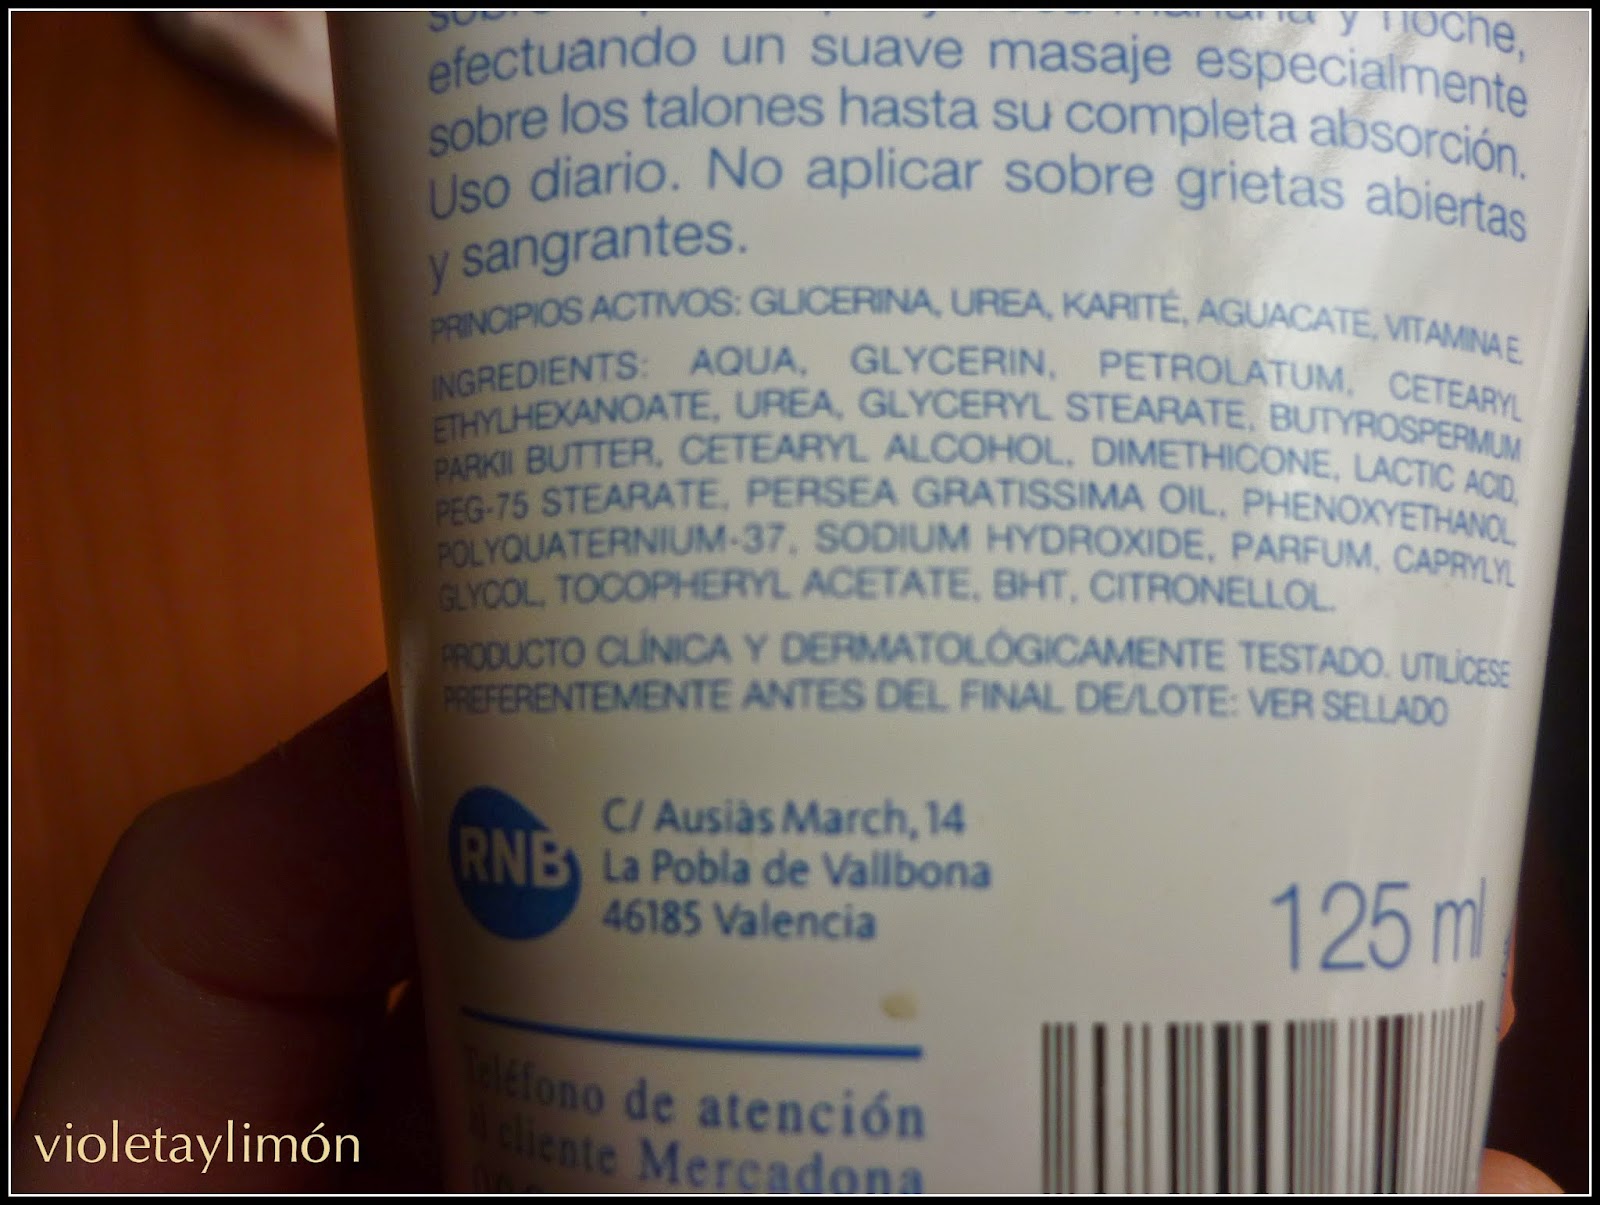 y noche,
efectuando un suave masaje especialmente
sobre los talones hasta su completa absorción.
Uso diario. No aplicar sobre grietas abiertas
y sangrantes.
PRINCIPIOS ACTIVOS: GLICERINA, UREA, KARITÉ, AGUACATE, VITAMINA E.
INGREDIENTS: AQUA, GLYCERIN, PETROLATUM, CETEARYL
ETHYLHEXANOATE, UREA, GLYCERYL STEARATE, BUTYROSPERMUM
PARKII BUTTER, CETEARYL ALCOHOL, DIMETHICONE, LACTIC ACID,
PEG-75 STEARATE, PERSEA GRATISSIMA OIL, PHENOXYETHANOL,
POLYQUATERNIUM-37, SODIUM HYDROXIDE, PARFUM, CAPRYLYL
GLYCOL, TOCOPHERYL ACETATE, BHT, CITRONELLOL.
PRODUCTO CLÍNICA Y DERMATOLÓGICAMENTE TESTADO. UTILÍCESE
PREFERENTEMENTE ANTES DEL FINAL DE/LOTE: VER SELLADO
RNB
C/ Ausiàs March, 14
La Pobla de Vallbona
46185 Valencia
125 ml
Teléfono de atención
al cliente Mercadona
violetaylimón